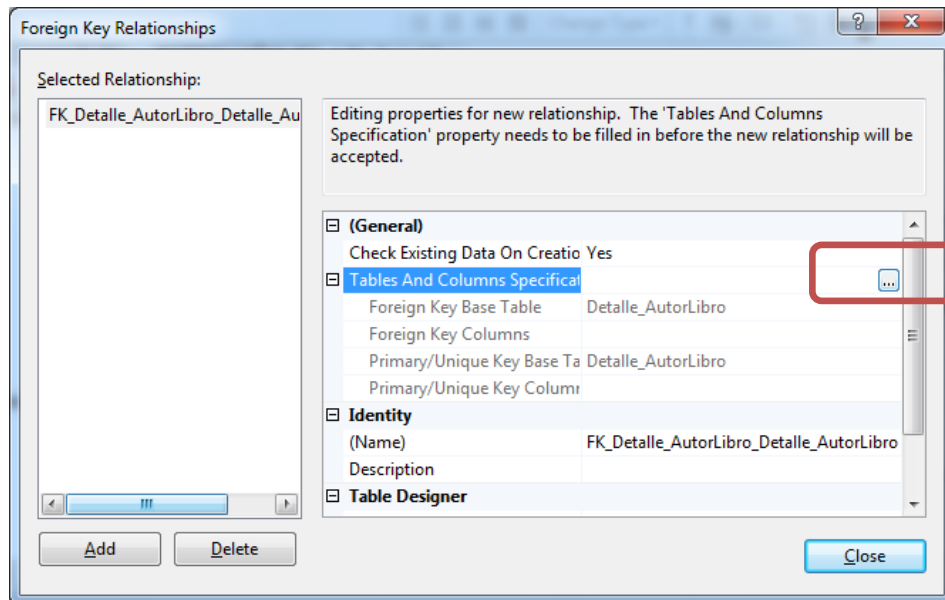 Foreign Key Relationships
?
X
Selected Relationship:
FK_Detalle_AutorLibro_Detalle_Au
Editing properties for new relationship. The 'Tables And Columns
Specification' property needs to be filled in before the new relationship will be
accepted.
(General)
Check Existing Data On Creatio Yes
Tables And Columns Specificat ...
Foreign Key Base Table Detalle_AutorLibro
Foreign Key Columns
Primary/Unique Key Base Ta Detalle_AutorLibro
Primary/Unique Key Column
Identity
(Name) FK_Detalle_AutorLibro_Detalle_AutorLibro
Description
Table Designer
Add Delete
Close